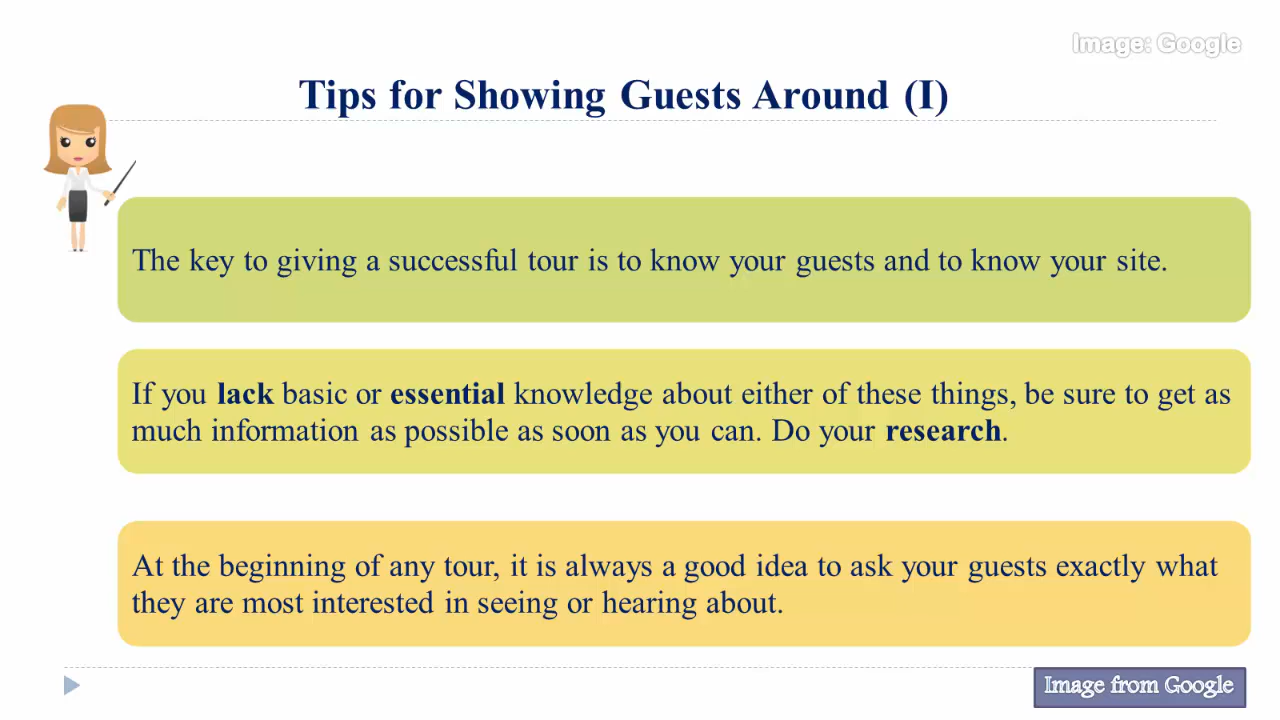 Image: Google
Tips for Showing Guests Around (I)
The key to giving a successful tour is to know your guests and to know your site.
If you lack basic or essential knowledge about either of these things, be sure to get as
much information as possible as soon as you can. Do your research.
At the beginning of any tour, it is always a good idea to ask your guests exactly what
they are most interested in seeing or hearing about.
Image from Google